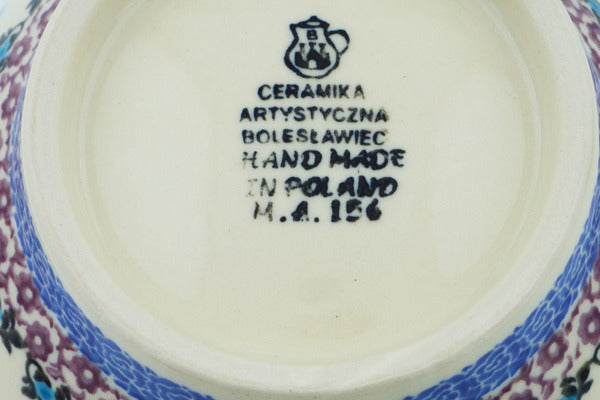 B
CERAMIKA
ARTYSTYCZNA
BOLESŁAWIEC
HAND MADE
IN POLAND
M.A.156